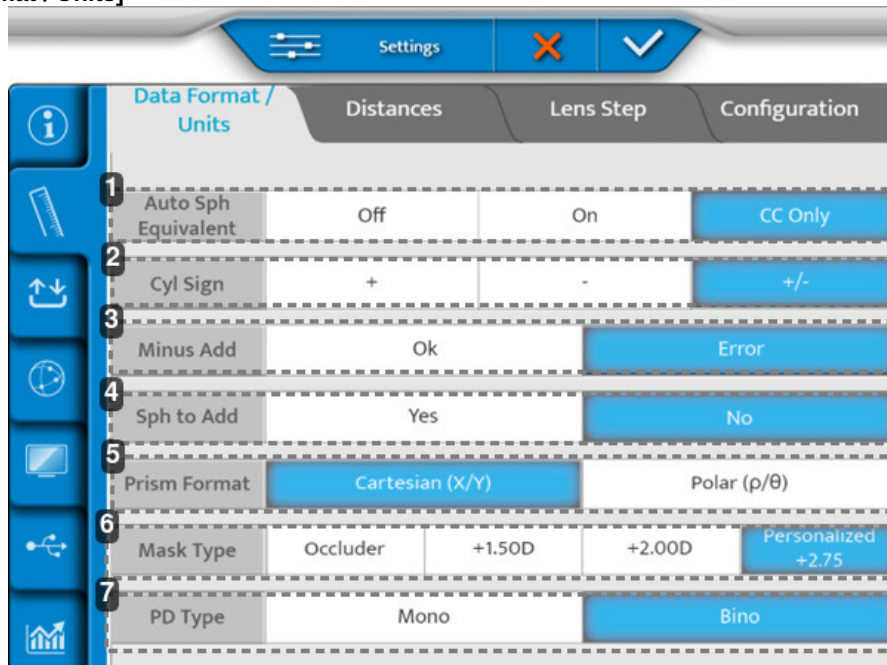 mat / Units]
Settings
Data Format /
Units
Distances
Lens Step
Configuration
1
Auto Sph
Equivalent
Off
On
CC Only
2
Cyl Sign
+
-
+/-
3
Minus Add
Ok
Error
4
Sph to Add
Yes
No
5
Prism Format
Cartesian (X/Y)
Polar (ρ/θ)
6
Mask Type
Occluder
+1.50D
+2.00D
Personalized
+2.75
7
PD Type
Mono
Bino